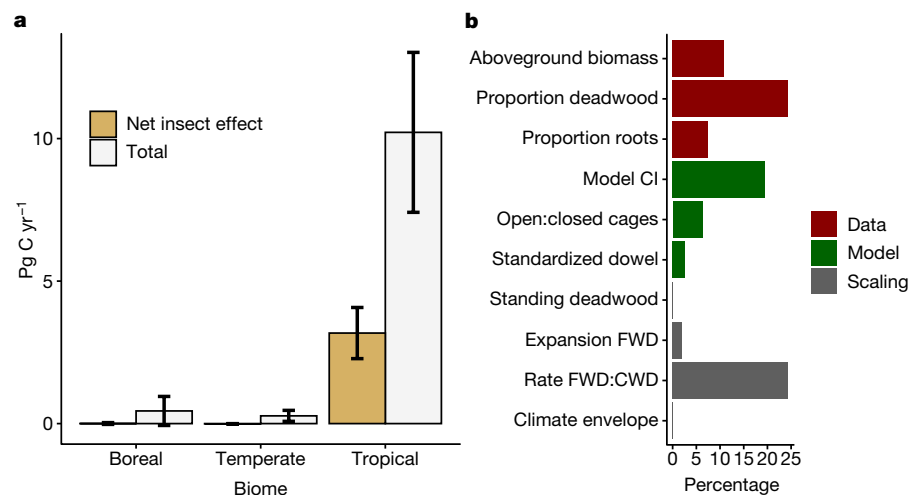 a
Pg C yr⁻¹
10
5
0
Net insect effect
Total
Boreal
Temperate
Tropical
Biome
b
Aboveground biomass
Proportion deadwood
Proportion roots
Model CI
Open:closed cages
Standardized dowel
Standing deadwood
Expansion FWD
Rate FWD:CWD
Climate envelope
0 5 10 15 20 25
Percentage
Data
Model
Scaling